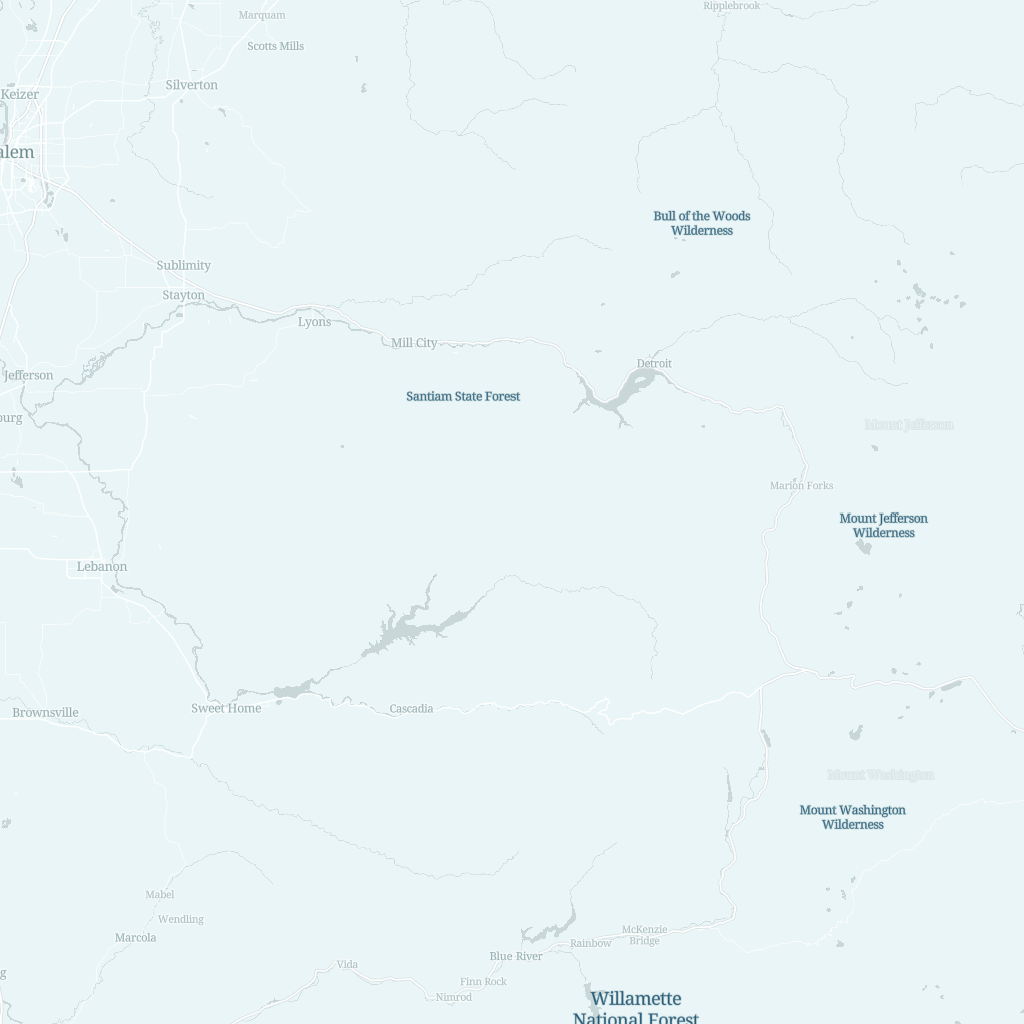 Ripplebrook
Marquam
Scotts Mills
Silverton
Keizer
alem
Bull of the Woods
Wilderness
Sublimity
Stayton
Lyons
Mill City
Detroit
Jefferson
Santiam State Forest
burg
Mount Jefferson
Marion Forks
Mount Jefferson
Wilderness
Lebanon
Sweet Home
Cascadia
Brownsville
Mount Washington
Mount Washington
Wilderness
Mabel
Wendling
Marcola
McKenzie
Bridge
Rainbow
Blue River
Vida
g
Finn Rock
Nimrod
Willamette
National Forest